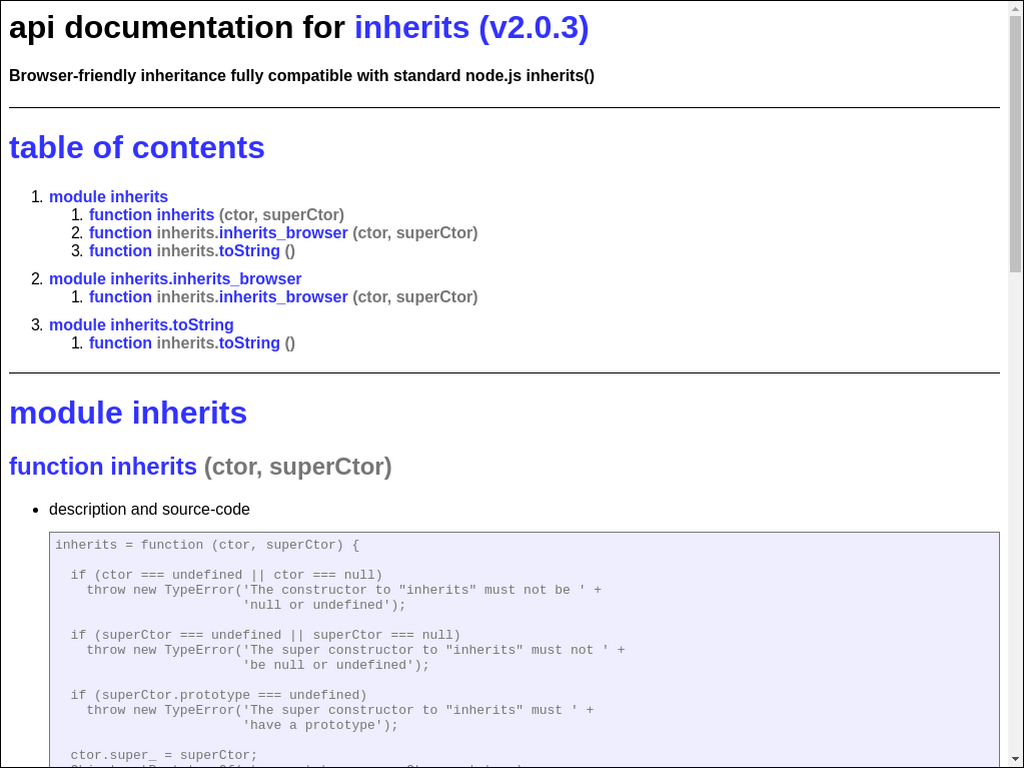 api documentation for inherits (v2.0.3)
Browser-friendly inheritance fully compatible with standard node.js inherits()
table of contents
1. module inherits
1. function inherits (ctor, superCtor)
2. function inherits.inherits_browser (ctor, superCtor)
3. function inherits.toString ()
2. module inherits.inherits_browser
1. function inherits.inherits_browser (ctor, superCtor)
3. module inherits.toString
1. function inherits.toString ()
module inherits
function inherits (ctor, superCtor)
• description and source-code
inherits = function (ctor, superCtor) {
if (ctor === undefined || ctor === null)
throw new TypeError('The constructor to "inherits" must not be ' +
'null or undefined');
if (superCtor === undefined || superCtor === null)
throw new TypeError('The super constructor to "inherits" must not ' +
'be null or undefined');
if (superCtor.prototype === undefined)
throw new TypeError('The super constructor to "inherits" must ' +
'have a prototype');
ctor.super_ = superCtor;